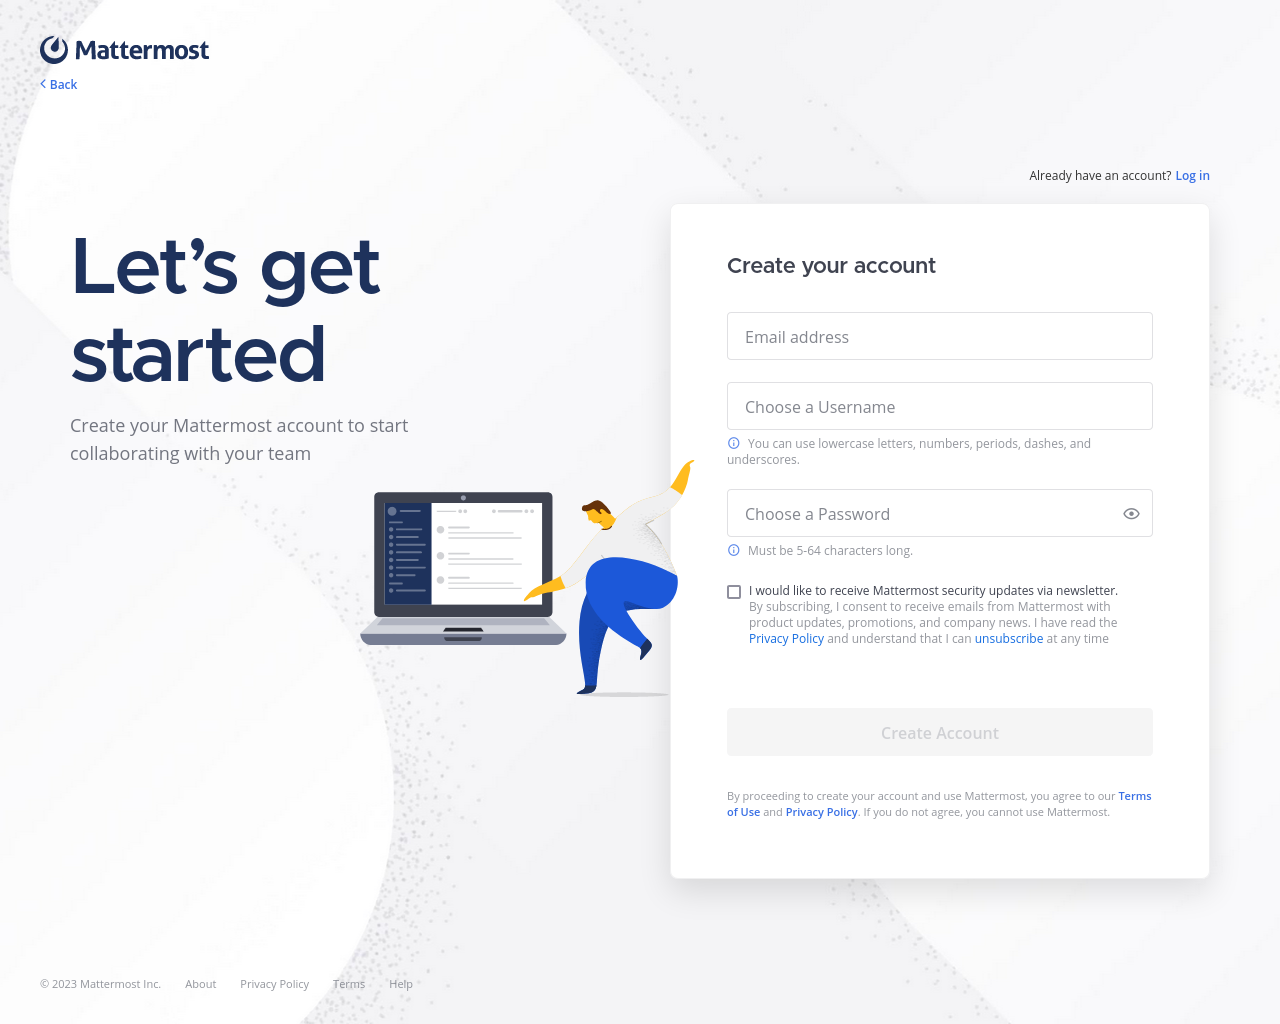 Mattermost
Back
Already have an account? Log in
Let’s get
started
Create your Mattermost account to start
collaborating with your team
Create your account
Email address
Choose a Username
You can use lowercase letters, numbers, periods, dashes, and
underscores.
Choose a Password
Must be 5-64 characters long.
I would like to receive Mattermost security updates via newsletter.
By subscribing, I consent to receive emails from Mattermost with
product updates, promotions, and company news. I have read the
Privacy Policy and understand that I can unsubscribe at any time
Create Account
By proceeding to create your account and use Mattermost, you agree to our Terms
of Use and Privacy Policy. If you do not agree, you cannot use Mattermost.
© 2023 Mattermost Inc. About Privacy Policy Terms Help